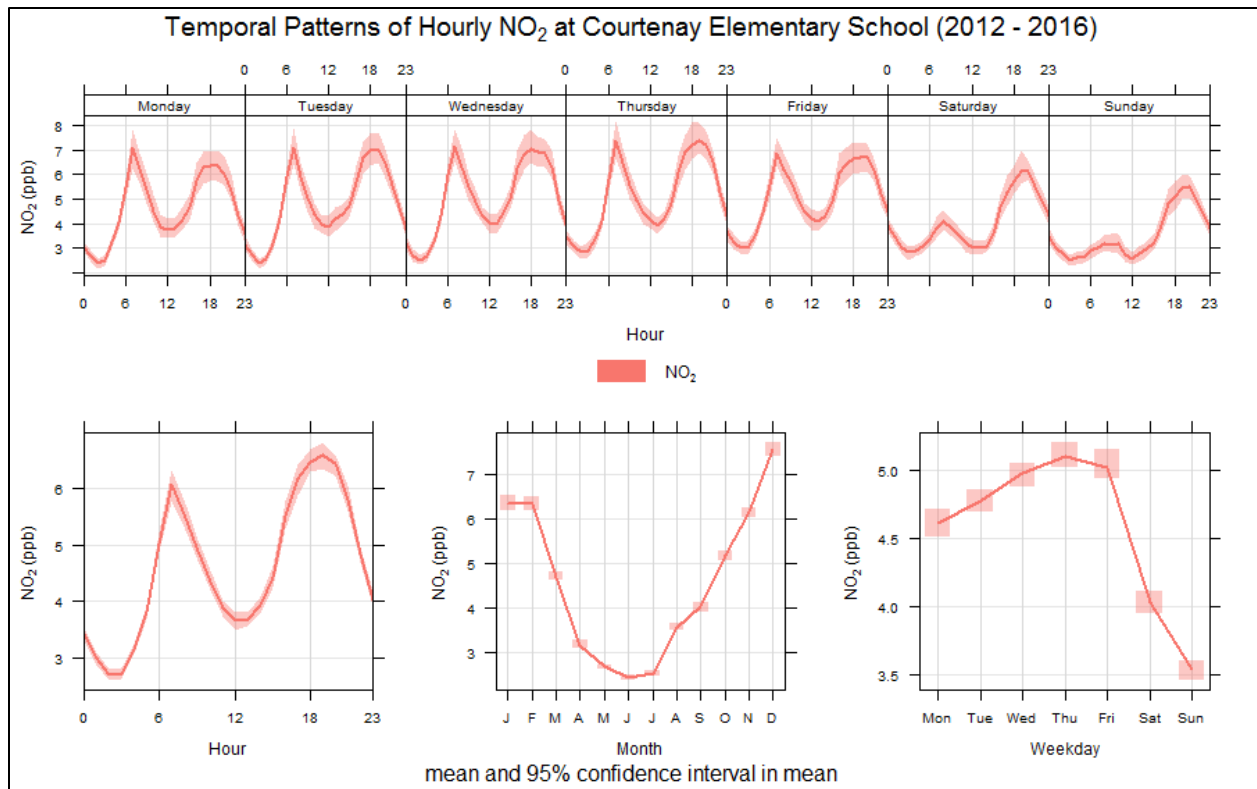 Temporal Patterns of Hourly NO₂ at Courtenay Elementary School (2012 - 2016)
0 6 12 18 23 0 6 12 18 23
Monday Tuesday Wednesday Thursday Friday Saturday Sunday
NO₂ (ppb)
8
7
6
5
4
3
0 6 12 18 23 0 6 12 18 23 0 6 12 18 23 0 6 12 18 23
Hour
NO₂
NO₂ (ppb)
6
5
4
3
0 6 12 18 23
Hour
NO₂ (ppb)
7
6
5
4
3
J F M A M J J A S O N D
Month
NO₂ (ppb)
5.0
4.5
4.0
3.5
Mon Tue Wed Thu Fri Sat Sun
Weekday
mean and 95% confidence interval in mean